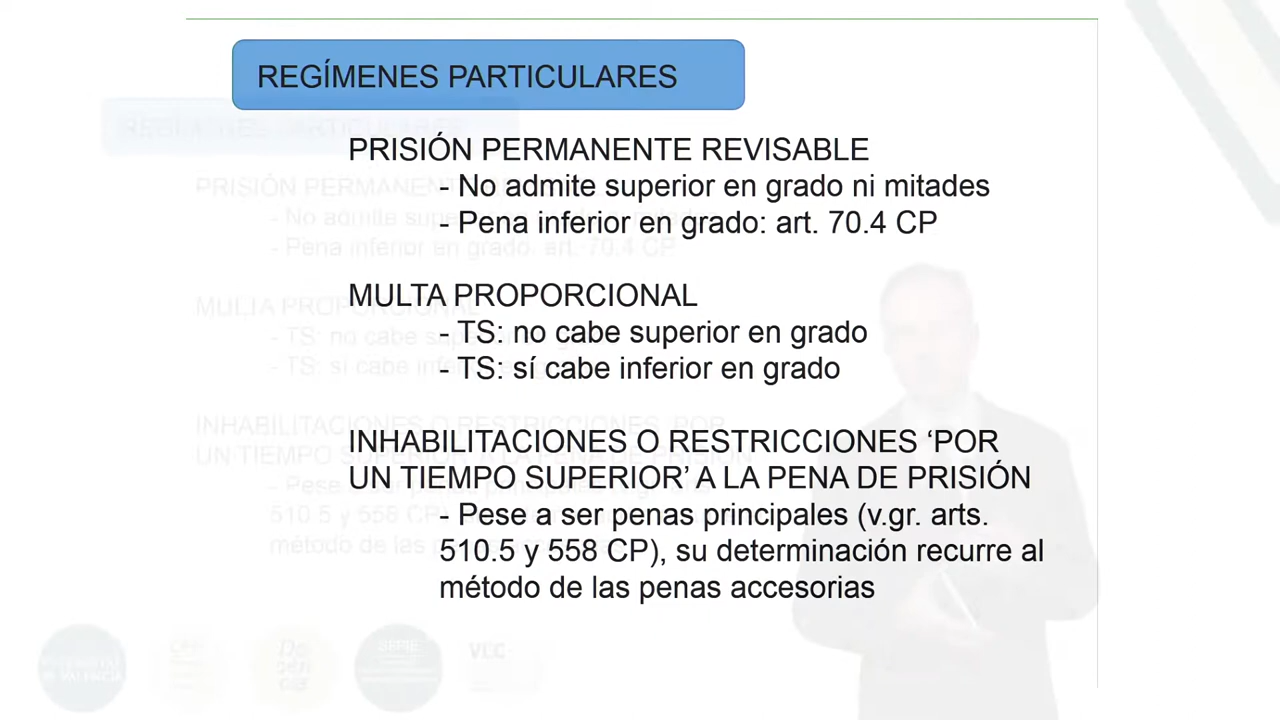 REGÍMENES PARTICULARES
PRISIÓN PERMANENTE REVISABLE
- No admite superior en grado ni mitades
- Pena inferior en grado: art. 70.4 CP
MULTA PROPORCIONAL
- TS: no cabe superior en grado
- TS: sí cabe inferior en grado
INHABILITACIONES O RESTRICCIONES ‘POR
UN TIEMPO SUPERIOR’ A LA PENA DE PRISIÓN
- Pese a ser penas principales (v.gr. arts.
510.5 y 558 CP), su determinación recurre al
método de las penas accesorias